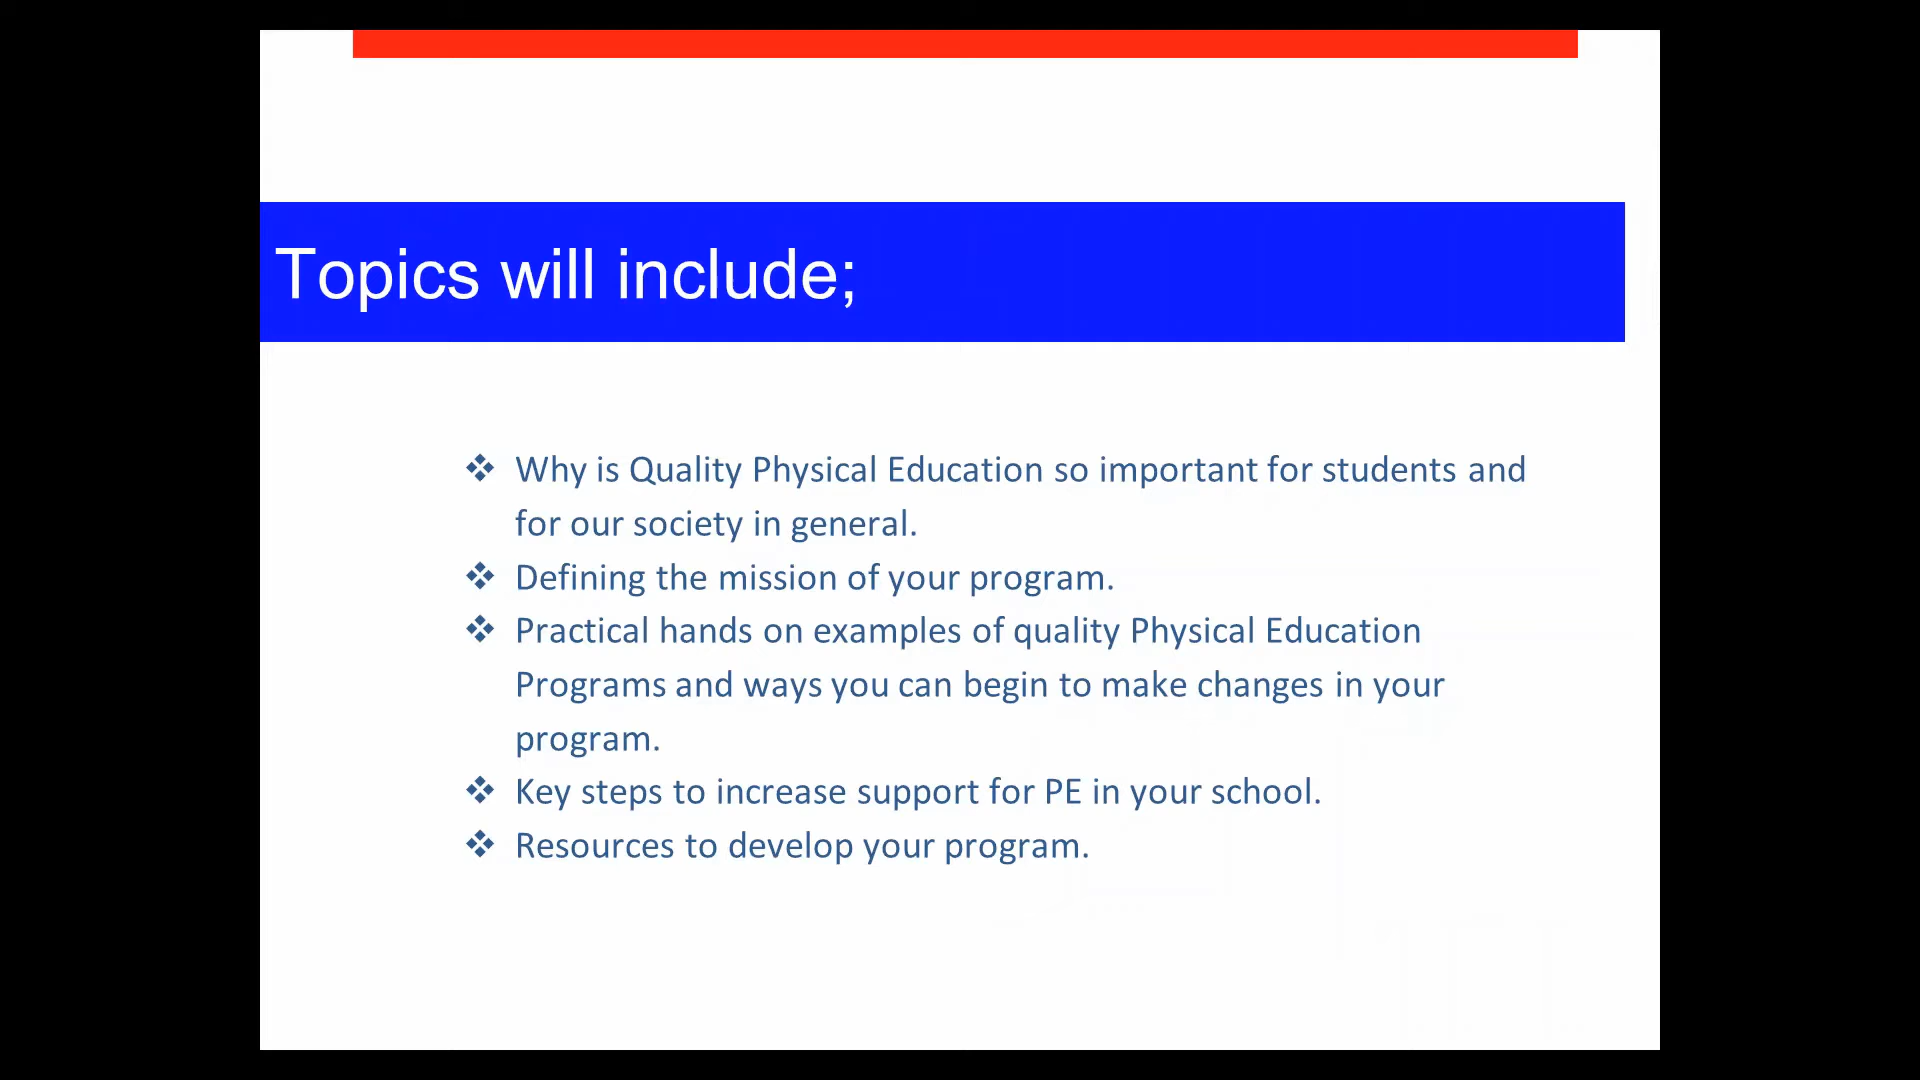 Topics will include;
❖ Why is Quality Physical Education so important for students and
for our society in general.
❖ Defining the mission of your program.
❖ Practical hands on examples of quality Physical Education
Programs and ways you can begin to make changes in your
program.
❖ Key steps to increase support for PE in your school.
❖ Resources to develop your program.